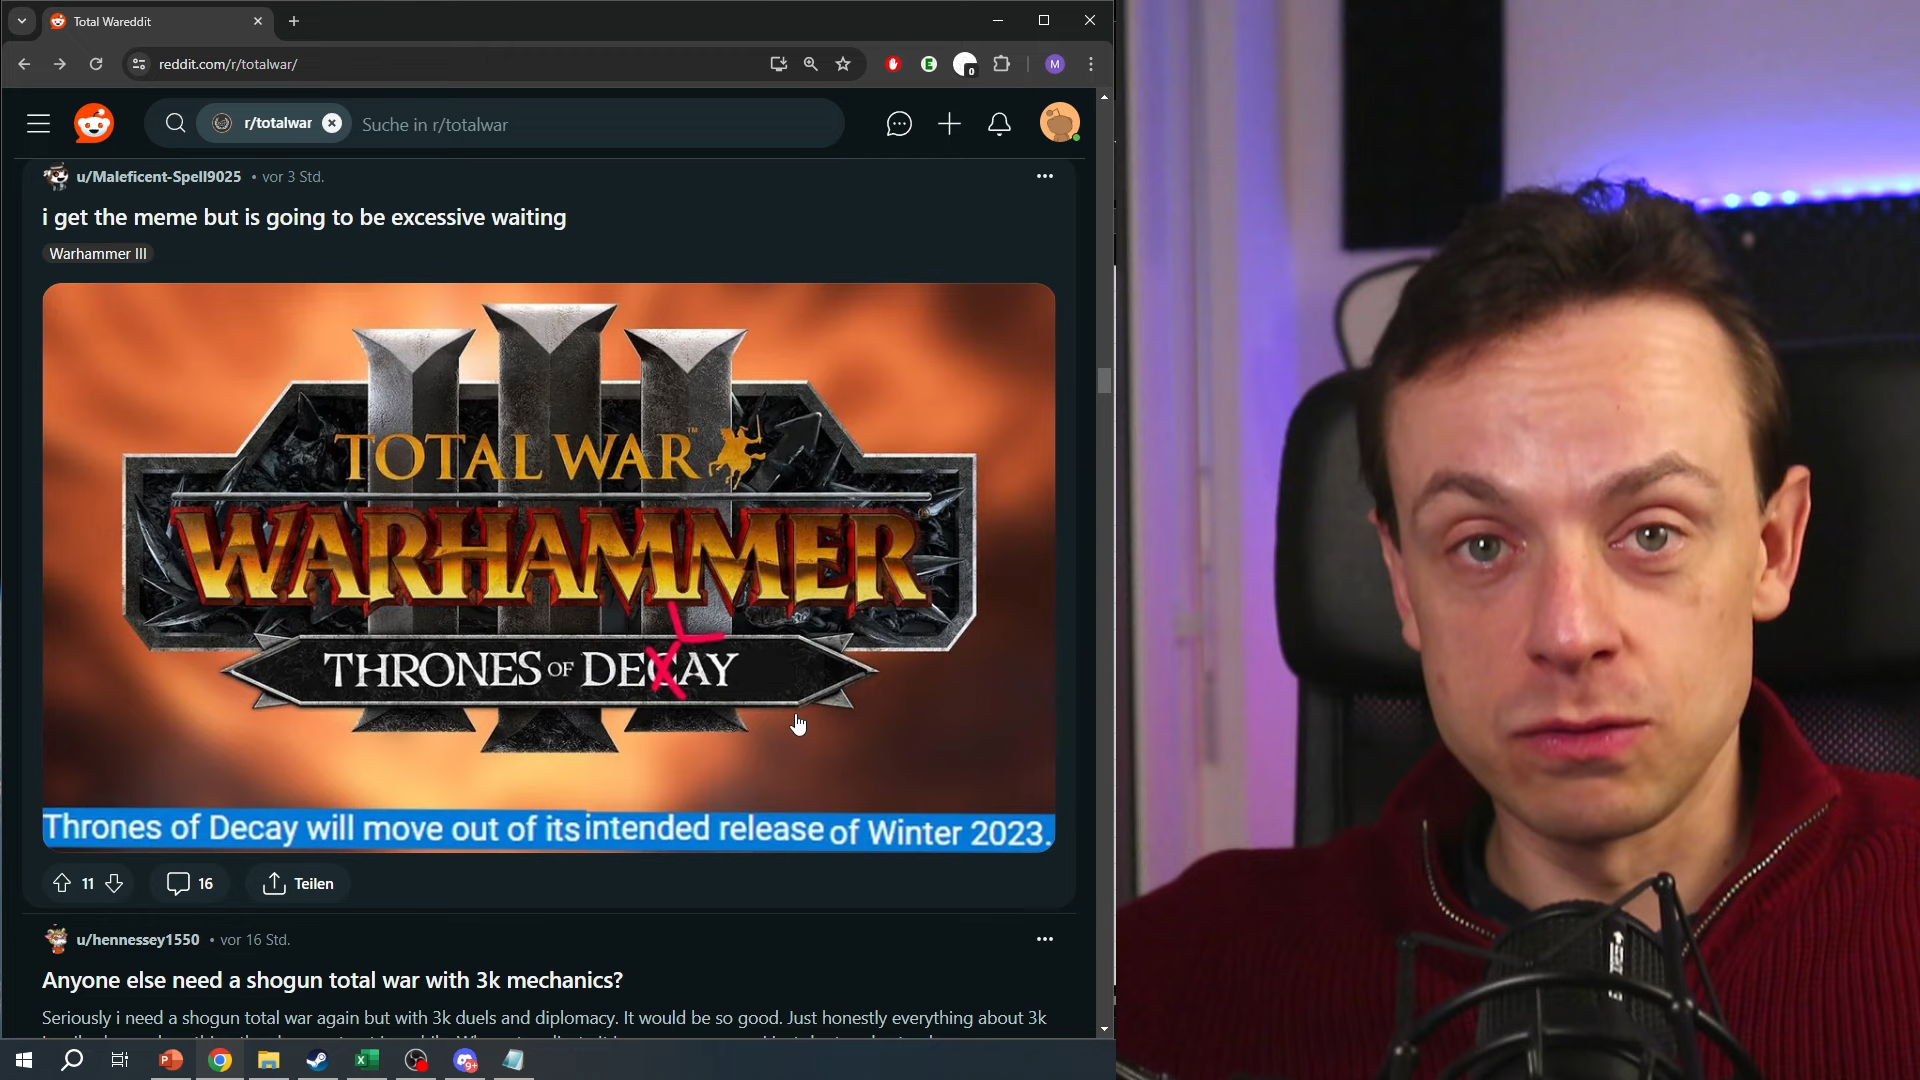 Total Wareddit
reddit.com/r/totalwar/
0
M
r/totalwar
Suche in r/totalwar
u/Maleficent-Spell9025 • vor 3 Std.
i get the meme but is going to be excessive waiting
Warhammer III
TOTAL WAR™
WARHAMMER
THRONES OF DECAY
L
Thrones of Decay will move out of its intended release of Winter 2023.
11
16
Teilen
u/hennessey1550 • vor 16 Std.
Anyone else need a shogun total war with 3k mechanics?
Seriously i need a shogun total war again but with 3k duels and diplomacy. It would be so good. Just honestly everything about 3k
9+